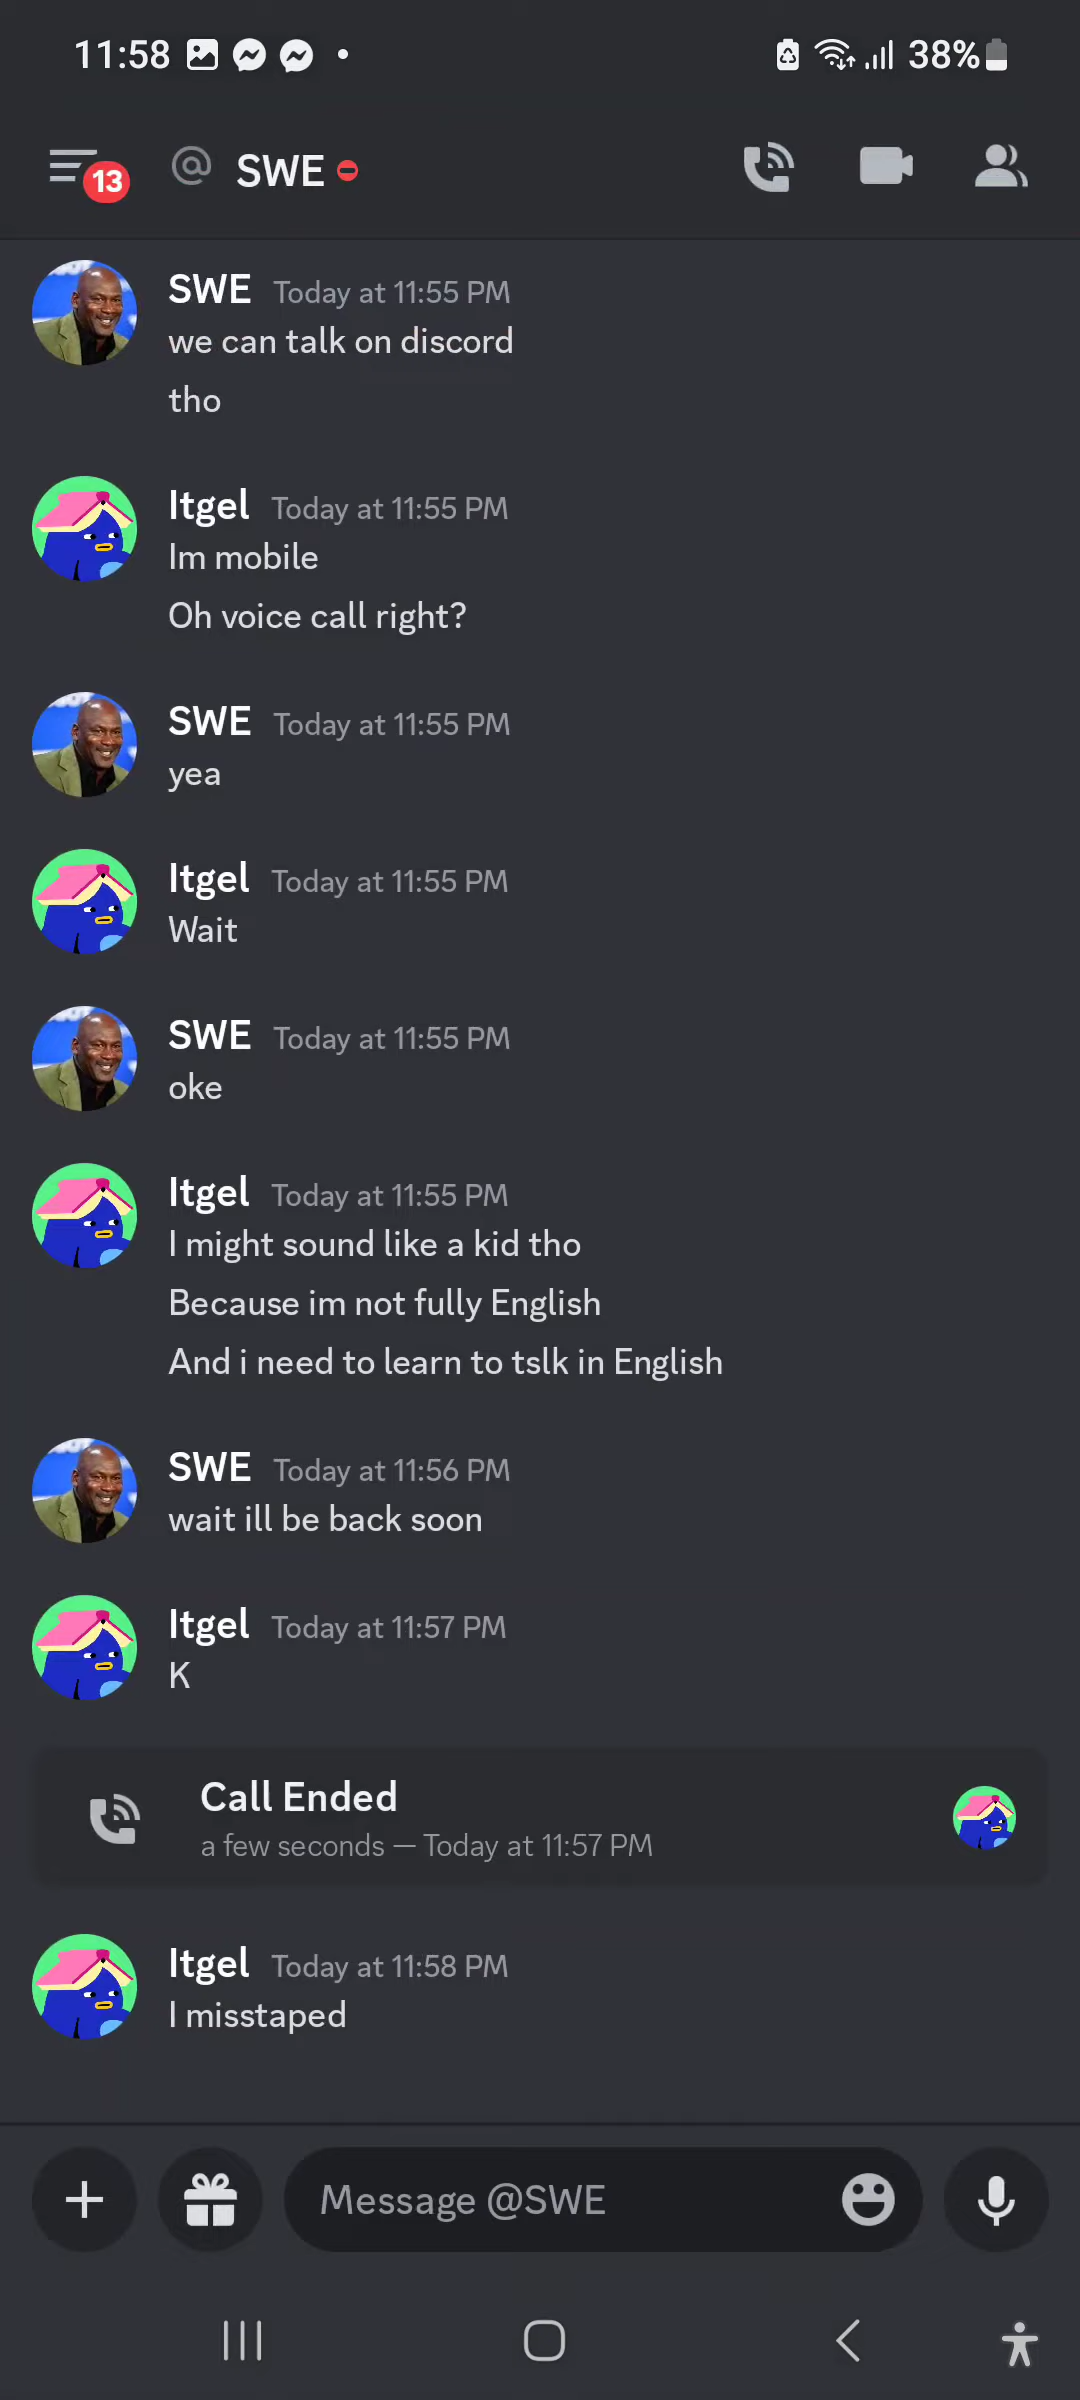 11:58
38%
13
SWE
SWE Today at 11:55 PM
we can talk on discord
tho
Itgel Today at 11:55 PM
Im mobile
Oh voice call right?
SWE Today at 11:55 PM
yea
Itgel Today at 11:55 PM
Wait
SWE Today at 11:55 PM
oke
Itgel Today at 11:55 PM
I might sound like a kid tho
Because im not fully English
And i need to learn to tslk in English
SWE Today at 11:56 PM
wait ill be back soon
Itgel Today at 11:57 PM
K
Call Ended
a few seconds — Today at 11:57 PM
Itgel Today at 11:58 PM
I misstaped
Message @SWE